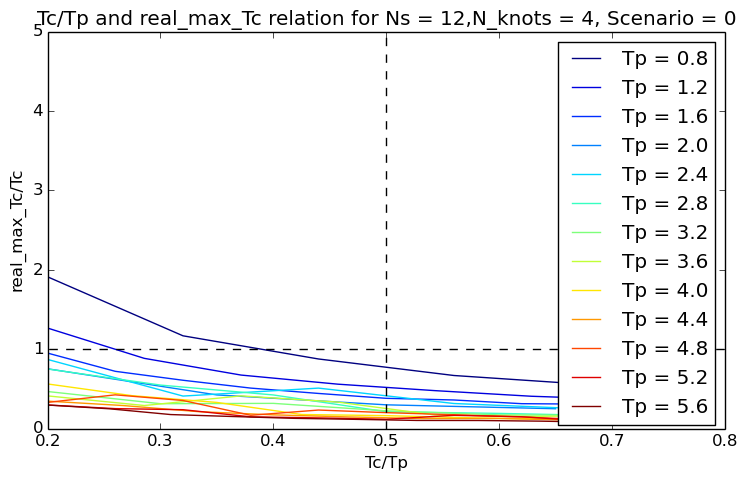 Tc/Tp and real_max_Tc relation for Ns = 12,N_knots = 4, Scenario = 0
5
4
3
2
1
0
real_max_Tc/Tc
0.2 0.3 0.4 0.5 0.6 0.7 0.8
Tc/Tp
Tp = 0.8
Tp = 1.2
Tp = 1.6
Tp = 2.0
Tp = 2.4
Tp = 2.8
Tp = 3.2
Tp = 3.6
Tp = 4.0
Tp = 4.4
Tp = 4.8
Tp = 5.2
Tp = 5.6